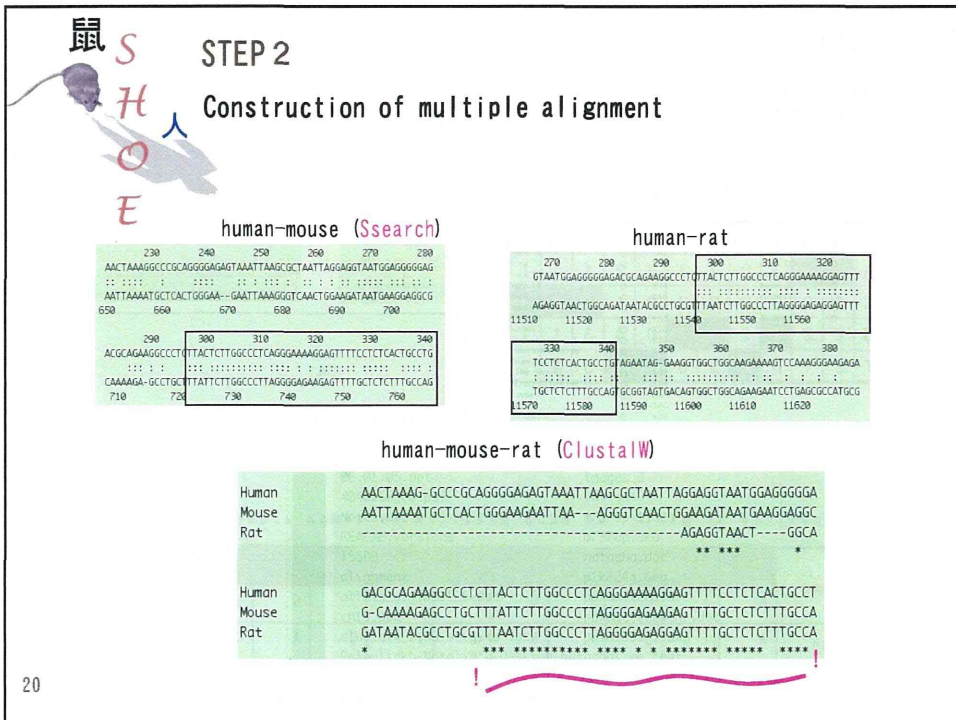 鼠
SHOE
人
STEP 2
Construction of multiple alignment
human-mouse (Ssearch)
230 240 250 260 270 280
AACTAAAGGCCCGCAGGGGAGAGTAAATTAAGCGCTAATTAGGAGGTAATGGAGGGGGAG
AATTAAAATGCTCACTGGGAA--GAATTAAAGGGTCAACTGGAAGATAATGAAGGAGGCG
650 660 670 680 690 700
290 300 310 320 330 340
ACGCAGAAGGCCCTCTTACTCTTGGCCCTCAGGGAAAAGGAGTTTTCCTCTCACTGCCTG
CAAAAGA-GCCTGCTTTATTCTTGGCCCTTAGGGGAGAAGAGTTTTGCTCTCTTTGCCAG
710 720 730 740 750 760
human-rat
270 280 290 300 310 320
GTAATGGAGGGGGAGACGCAGAAGGCCCTCTTACTCTTGGCCCTCAGGGAAAAGGAGTTT
AGAGGTAACTGGCAGATAATACGCCTGCGTTTAATCTTGGCCCTTAGGGGAGAGGAGTTT
11510 11520 11530 11540 11550 11560
330 340 350 360 370 380
TCCTCTCACTGCCTGTAGAATAG-GAAGGTGGCTGGCAAGAAAAGTCCAAAGGGAAGAGA
TGCTCTCTTTGCCAGTGCGGTAGTGACAGTGGCTGGCAGAAGAATCCTGAGCGCCATGCG
11570 11580 11590 11600 11610 11620
human-mouse-rat (ClustalW)
Human AACTAAAG-GCCCGCAGGGGAGAGTAAATTAAGCGCTAATTAGGAGGTAATGGAGGGGGA
Mouse AATTAAAATGCTCACTGGGAAGAATTAA---AGGGTCAACTGGAAGATAATGAAGGAGGC
Rat ------------------------------------------AGAGGTAACT----GGCA
** *** *
Human GACGCAGAAGGCCCTCTTACTCTTGGCCCTCAGGGAAAAGGAGTTTTCCTCTCACTGCCT
Mouse G-CAAAAGAGCCTGCTTTATTCTTGGCCCTTAGGGGAGAAGAGTTTTGCTCTCTTTGCCA
Rat GATAATACGCCTGCGTTTAATCTTGGCCCTTAGGGGAGAGGAGTTTTGCTCTCTTTGCCA
* *** ********** **** * * ******* ***** ****
! !
20